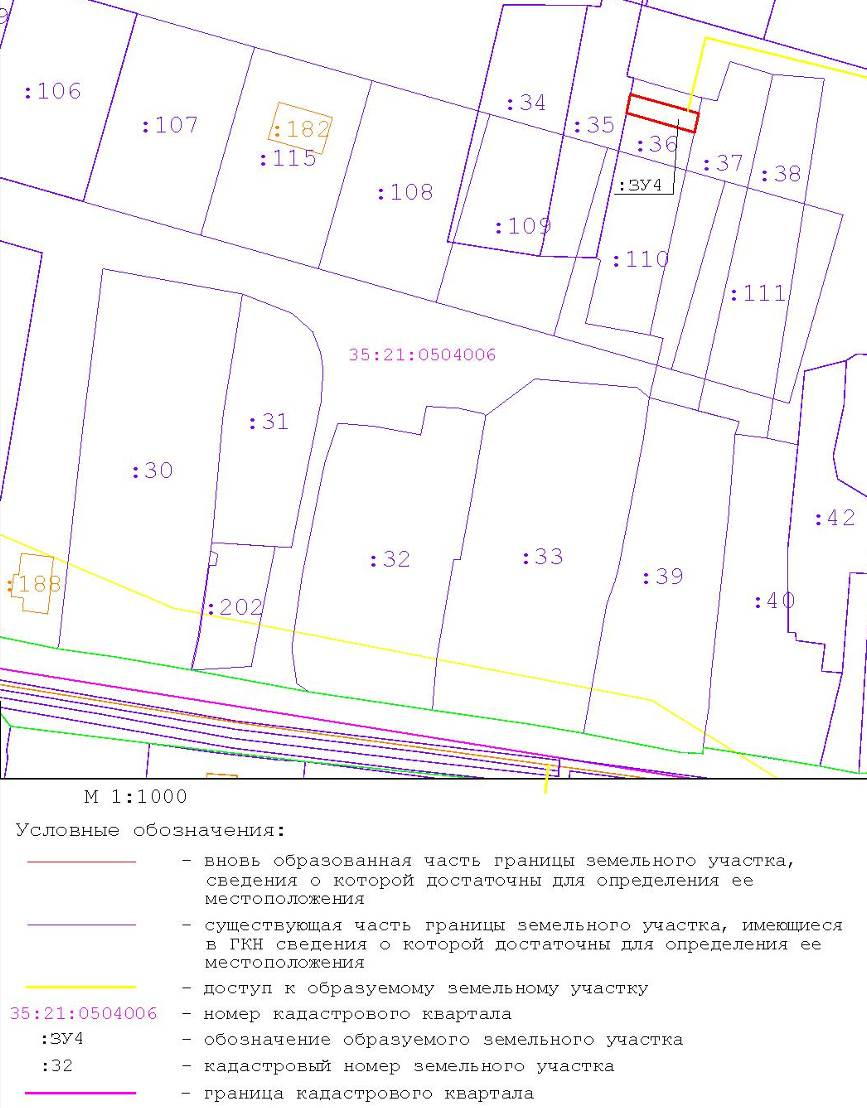 :106
:107
:182
:115
:108
:34
:35
:36
:37
:38
:ЗУ4
:109
:110
:111
35:21:0504006
:31
:30
:32
:33
:39
:40
:42
:188
:202
М 1:1000
Условные обозначения:
– вновь образованная часть границы земельного участка,
сведения о которой достаточны для определения ее
местоположения
– существующая часть границы земельного участка, имеющиеся
в ГКН сведения о которой достаточны для определения ее
местоположения
– доступ к образуемому земельному участку
35:21:0504006 – номер кадастрового квартала
:ЗУ4 – обозначение образуемого земельного участка
:32 – кадастровый номер земельного участка
– граница кадастрового квартала